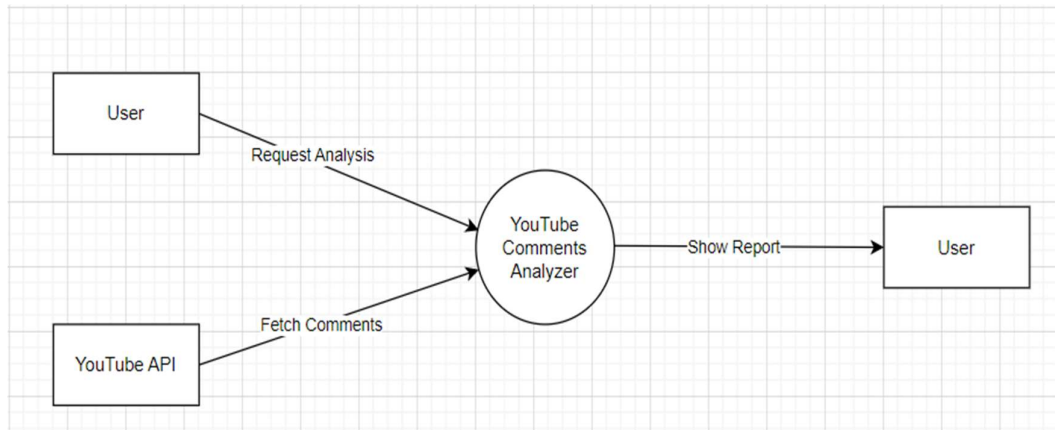 User
Request Analysis
YouTube
Comments
Analyzer
Show Report
User
Fetch Comments
YouTube API